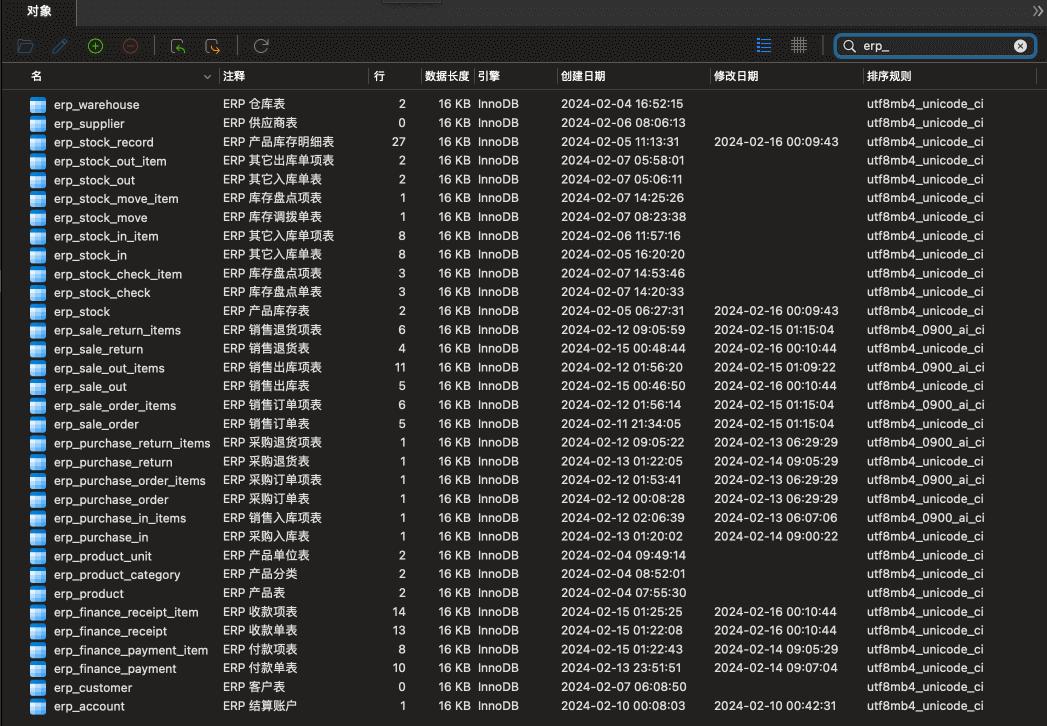 对象
erp_
名 注释 行 数据长度 引擎 创建日期 修改日期 排序规则
erp_warehouse ERP 仓库表 2 16 KB InnoDB 2024-02-04 16:52:15 utf8mb4_unicode_ci
erp_supplier ERP 供应商表 0 16 KB InnoDB 2024-02-06 08:06:13 utf8mb4_unicode_ci
erp_stock_record ERP 产品库存明细表 27 16 KB InnoDB 2024-02-05 11:13:31 2024-02-16 00:09:43 utf8mb4_unicode_ci
erp_stock_out_item ERP 其它出库单项表 2 16 KB InnoDB 2024-02-07 05:58:01 utf8mb4_unicode_ci
erp_stock_out ERP 其它入库单表 2 16 KB InnoDB 2024-02-07 05:06:11 utf8mb4_unicode_ci
erp_stock_move_item ERP 库存盘点项表 1 16 KB InnoDB 2024-02-07 14:25:26 utf8mb4_unicode_ci
erp_stock_move ERP 库存调拨单表 1 16 KB InnoDB 2024-02-07 08:23:38 utf8mb4_unicode_ci
erp_stock_in_item ERP 其它入库单项表 8 16 KB InnoDB 2024-02-06 11:57:16 utf8mb4_unicode_ci
erp_stock_in ERP 其它入库单表 8 16 KB InnoDB 2024-02-05 16:20:20 utf8mb4_unicode_ci
erp_stock_check_item ERP 库存盘点项表 3 16 KB InnoDB 2024-02-07 14:53:46 utf8mb4_unicode_ci
erp_stock_check ERP 库存盘点单表 3 16 KB InnoDB 2024-02-07 14:20:33 utf8mb4_unicode_ci
erp_stock ERP 产品库存表 2 16 KB InnoDB 2024-02-05 06:27:31 2024-02-16 00:09:43 utf8mb4_unicode_ci
erp_sale_return_items ERP 销售退货项表 6 16 KB InnoDB 2024-02-12 09:05:59 2024-02-15 01:15:04 utf8mb4_0900_ai_ci
erp_sale_return ERP 销售退货表 4 16 KB InnoDB 2024-02-15 00:48:44 2024-02-16 00:10:44 utf8mb4_unicode_ci
erp_sale_out_items ERP 销售出库项表 11 16 KB InnoDB 2024-02-12 01:56:20 2024-02-15 01:09:22 utf8mb4_0900_ai_ci
erp_sale_out ERP 销售出库表 5 16 KB InnoDB 2024-02-15 00:46:50 2024-02-16 00:10:44 utf8mb4_unicode_ci
erp_sale_order_items ERP 销售订单项表 6 16 KB InnoDB 2024-02-12 01:56:14 2024-02-15 01:15:04 utf8mb4_0900_ai_ci
erp_sale_order ERP 销售订单表 5 16 KB InnoDB 2024-02-11 21:34:05 2024-02-15 01:15:04 utf8mb4_unicode_ci
erp_purchase_return_items ERP 采购退货项表 1 16 KB InnoDB 2024-02-12 09:05:22 2024-02-13 06:29:29 utf8mb4_0900_ai_ci
erp_purchase_return ERP 采购退货表 1 16 KB InnoDB 2024-02-13 01:22:05 2024-02-14 09:05:29 utf8mb4_unicode_ci
erp_purchase_order_items ERP 采购订单项表 1 16 KB InnoDB 2024-02-12 01:53:41 2024-02-13 06:29:29 utf8mb4_0900_ai_ci
erp_purchase_order ERP 采购订单表 1 16 KB InnoDB 2024-02-12 00:08:28 2024-02-13 06:29:29 utf8mb4_unicode_ci
erp_purchase_in_items ERP 销售入库项表 1 16 KB InnoDB 2024-02-12 02:06:39 2024-02-13 06:07:06 utf8mb4_0900_ai_ci
erp_purchase_in ERP 采购入库表 1 16 KB InnoDB 2024-02-13 01:20:02 2024-02-14 09:00:22 utf8mb4_unicode_ci
erp_product_unit ERP 产品单位表 2 16 KB InnoDB 2024-02-04 09:49:14 utf8mb4_unicode_ci
erp_product_category ERP 产品分类 2 16 KB InnoDB 2024-02-04 08:52:01 utf8mb4_unicode_ci
erp_product ERP 产品表 2 16 KB InnoDB 2024-02-04 07:55:30 utf8mb4_unicode_ci
erp_finance_receipt_item ERP 收款项表 14 16 KB InnoDB 2024-02-15 01:25:25 2024-02-16 00:10:44 utf8mb4_unicode_ci
erp_finance_receipt ERP 收款单表 13 16 KB InnoDB 2024-02-15 01:22:08 2024-02-16 00:10:44 utf8mb4_unicode_ci
erp_finance_payment_item ERP 付款项表 8 16 KB InnoDB 2024-02-15 01:22:43 2024-02-14 09:05:29 utf8mb4_unicode_ci
erp_finance_payment ERP 付款单表 10 16 KB InnoDB 2024-02-13 23:51:51 2024-02-14 09:07:04 utf8mb4_unicode_ci
erp_customer ERP 客户表 0 16 KB InnoDB 2024-02-07 06:08:50 utf8mb4_unicode_ci
erp_account ERP 结算账户 1 16 KB InnoDB 2024-02-10 00:08:03 2024-02-10 00:42:31 utf8mb4_unicode_ci